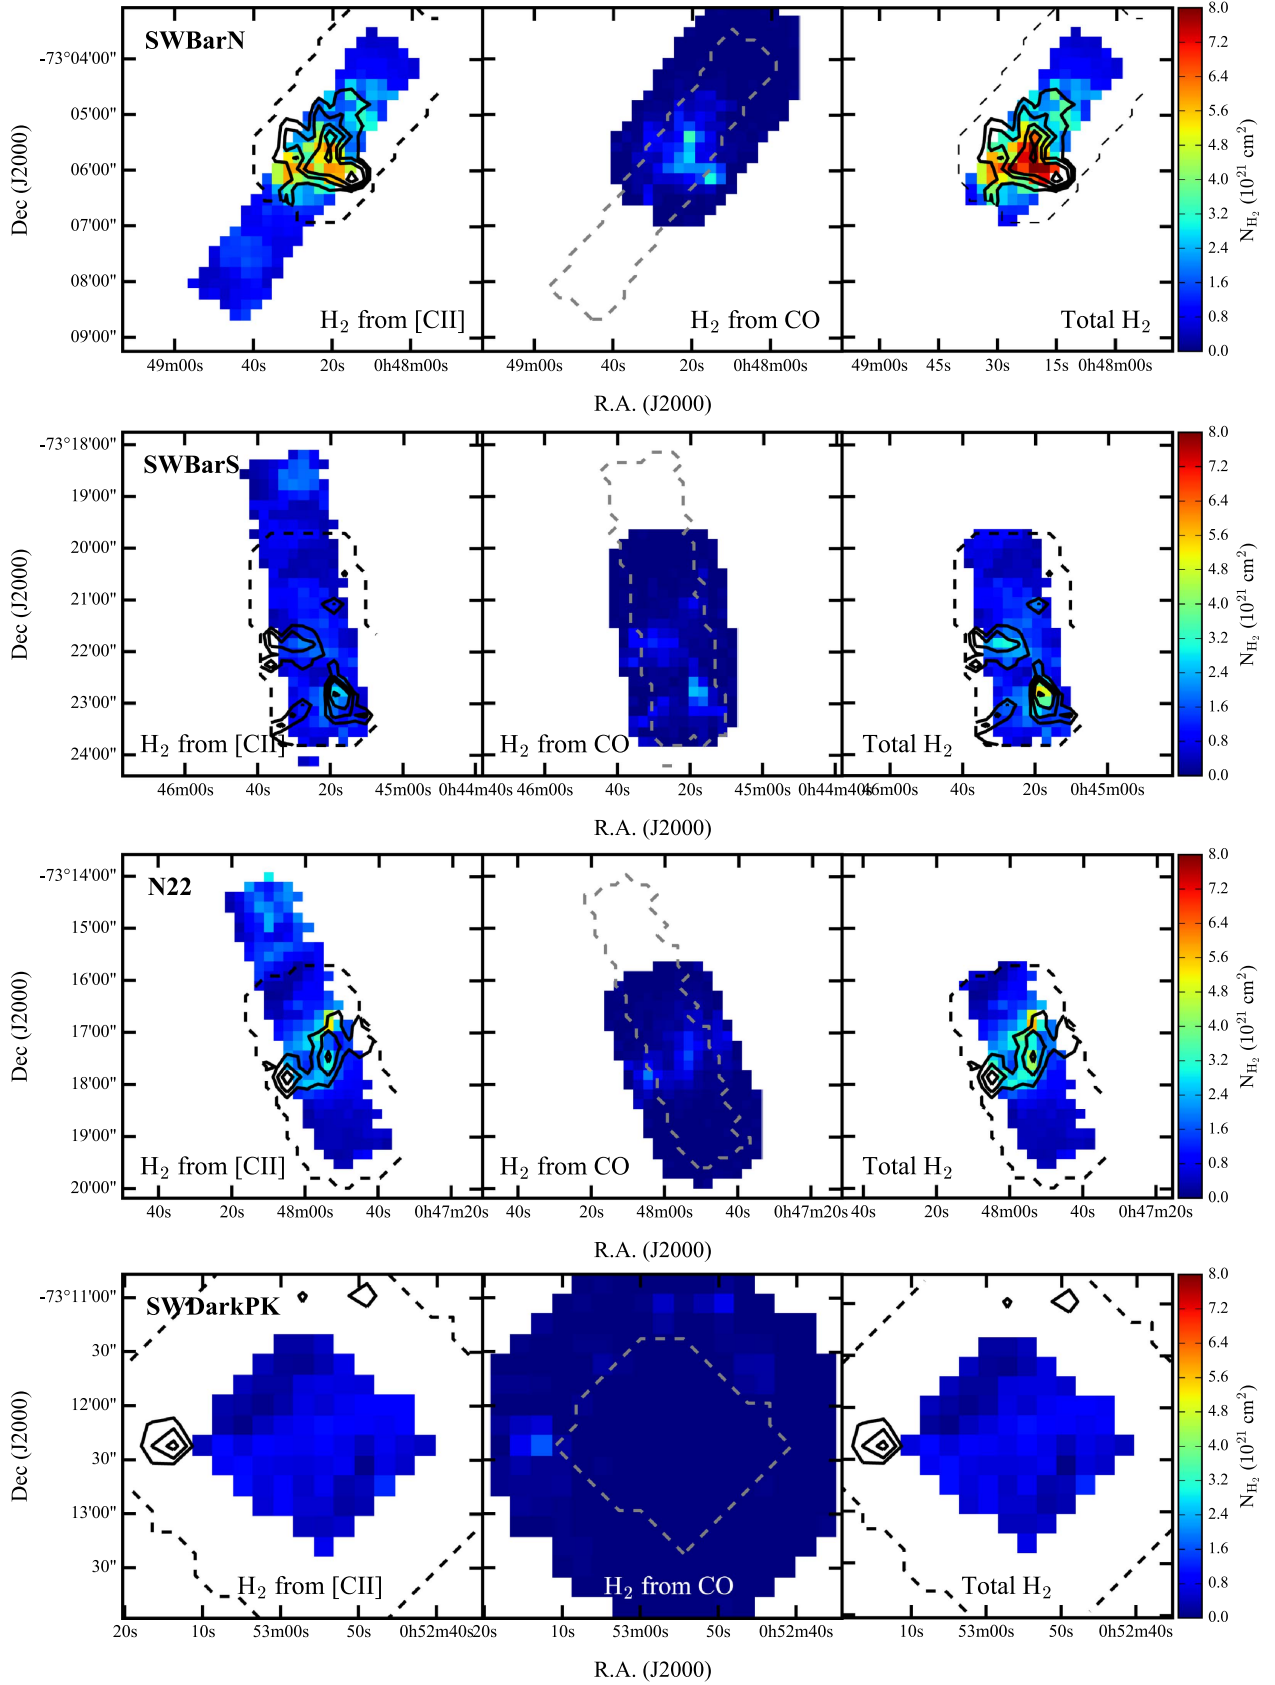 SWBarN
Dec (J2000)
-73°04'00"
05'00"
06'00"
07'00"
08'00"
09'00"
H2 from [CII]
H2 from CO
Total H2
49m00s 40s 20s 0h48m00s
49m00s 40s 20s 0h48m00s
49m00s 45s 30s 15s 0h48m00s
R.A. (J2000)
8.0
7.2
6.4
5.6
4.8
4.0
3.2
2.4
1.6
0.8
0.0
N_H2 (10^21 cm^2)
SWBarS
Dec (J2000)
-73°18'00"
19'00"
20'00"
21'00"
22'00"
23'00"
24'00"
H2 from [CII]
H2 from CO
Total H2
46m00s 40s 20s 45m00s 0h44m40s
46m00s 40s 20s 45m00s 0h44m40s
46m00s 40s 20s 0h45m00s
R.A. (J2000)
8.0
7.2
6.4
5.6
4.8
4.0
3.2
2.4
1.6
0.8
0.0
N_H2 (10^21 cm^2)
N22
Dec (J2000)
-73°14'00"
15'00"
16'00"
17'00"
18'00"
19'00"
20'00"
H2 from [CII]
H2 from CO
Total H2
40s 20s 48m00s 40s 0h47m20s
40s 20s 48m00s 40s 0h47m20s
40s 20s 48m00s 40s 0h47m20s
R.A. (J2000)
8.0
7.2
6.4
5.6
4.8
4.0
3.2
2.4
1.6
0.8
0.0
N_H2 (10^21 cm^2)
SWDarkPK
Dec (J2000)
-73°11'00"
30"
12'00"
30"
13'00"
30"
H2 from [CII]
H2 from CO
Total H2
20s 10s 53m00s 50s 0h52m40s
20s 10s 53m00s 50s 0h52m40s
10s 53m00s 50s 0h52m40s
R.A. (J2000)
8.0
7.2
6.4
5.6
4.8
4.0
3.2
2.4
1.6
0.8
0.0
N_H2 (10^21 cm^2)